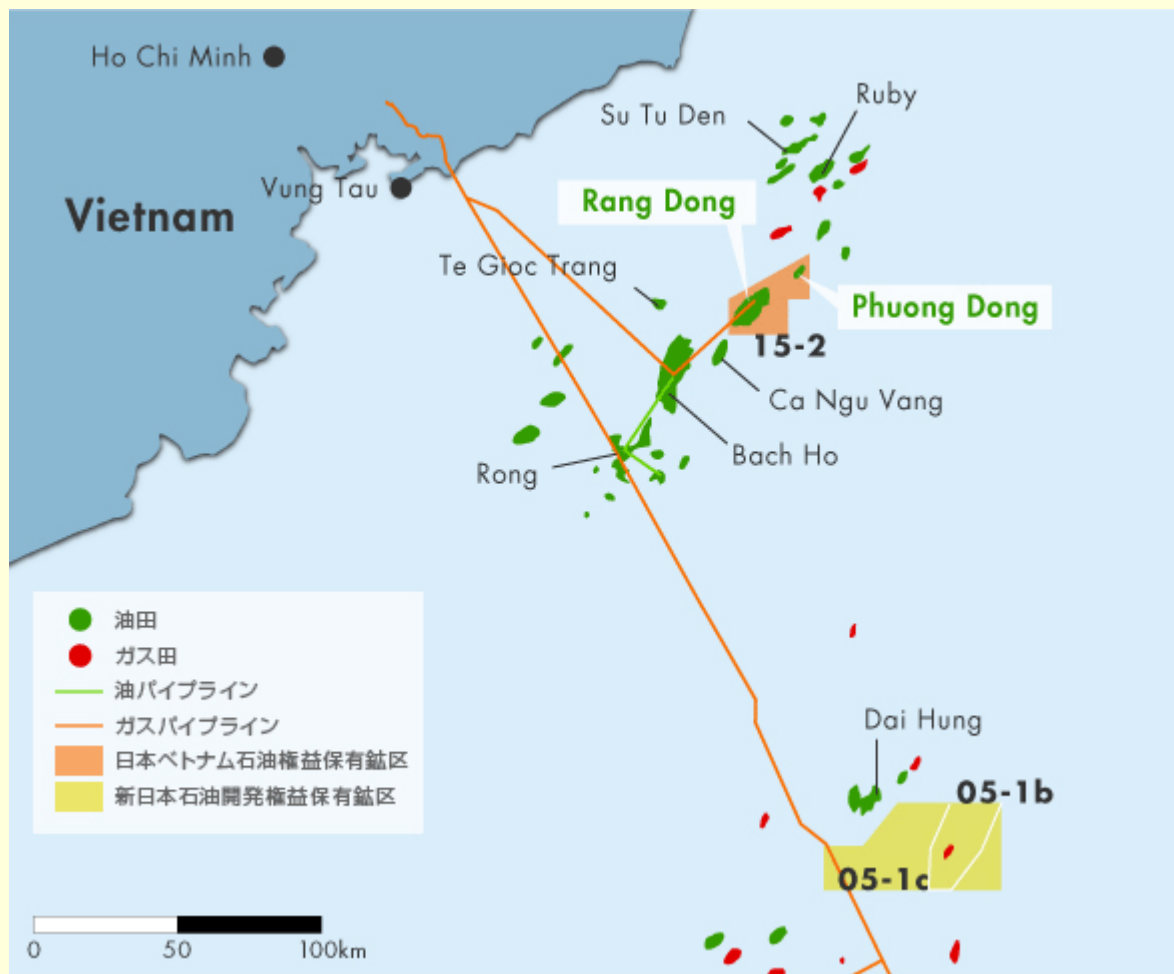 Ho Chi Minh
Ruby
Su Tu Den
Vung Tau
Rang Dong
Vietnam
Te Gioc Trang
Phuong Dong
15-2
Ca Ngu Vang
Bach Ho
Rong
油田
ガス田
油パイプライン
ガスパイプライン
日本ベトナム石油権益保有鉱区
新日本石油開発権益保有鉱区
Dai Hung
05-1b
05-1c
0
50
100km